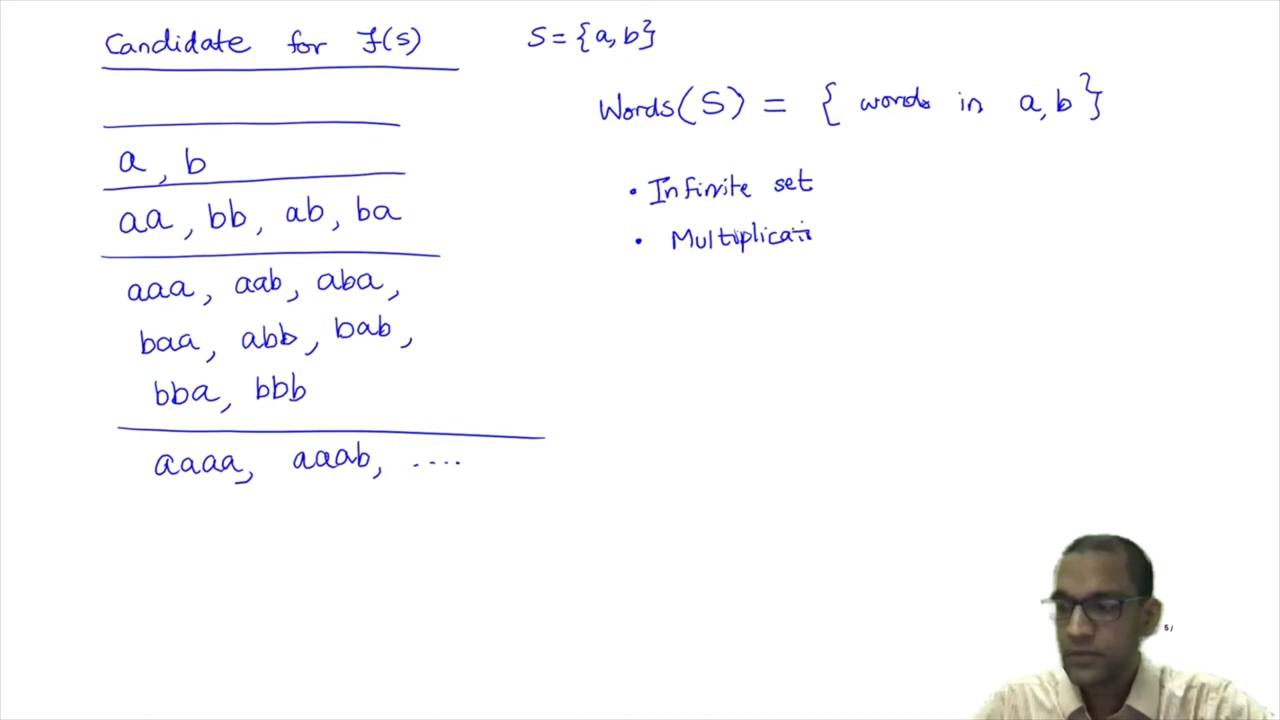 Candidate for F(s)
S = {a, b}
Words(S) = { words in a, b }
a, b
aa, bb, ab, ba
• Infinite set
• Multiplicati
aaa, aab, aba,
baa, abb, bab,
bba, bbb
aaaa, aaab, ....
5 /